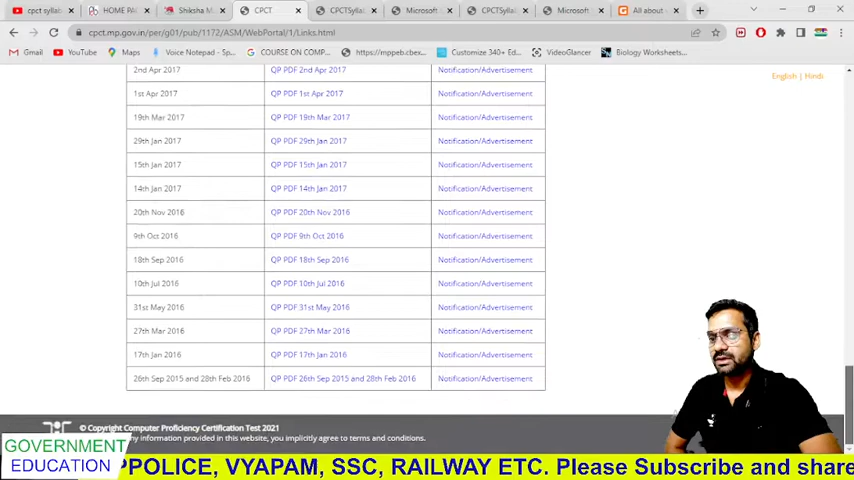 cpct syllab
HOME PA
Shiksha M
CPCT
CPCTSylla
Microsoft
CPCTSyllal
Microsoft
All about
cpct.mp.gov.in/per/g01/pub/1172/ASM/WebPortal/1/Links.html
Gmail YouTube Maps Voice Notepad - Sp... COURSE ON COMP... https://mppeb.cbex... Customize 340+ Ed... VideoGlancer Biology Worksheets...
English | Hindi
2nd Apr 2017 QP PDF 2nd Apr 2017 Notification/Advertisement
1st Apr 2017 QP PDF 1st Apr 2017 Notification/Advertisement
19th Mar 2017 QP PDF 19th Mar 2017 Notification/Advertisement
29th Jan 2017 QP PDF 29th Jan 2017 Notification/Advertisement
15th Jan 2017 QP PDF 15th Jan 2017 Notification/Advertisement
14th Jan 2017 QP PDF 14th Jan 2017 Notification/Advertisement
20th Nov 2016 QP PDF 20th Nov 2016 Notification/Advertisement
9th Oct 2016 QP PDF 9th Oct 2016 Notification/Advertisement
18th Sep 2016 QP PDF 18th Sep 2016 Notification/Advertisement
10th Jul 2016 QP PDF 10th Jul 2016 Notification/Advertisement
31st May 2016 QP PDF 31st May 2016 Notification/Advertisement
27th Mar 2016 QP PDF 27th Mar 2016 Notification/Advertisement
17th Jan 2016 QP PDF 17th Jan 2016 Notification/Advertisement
26th Sep 2015 and 28th Feb 2016 QP PDF 26th Sep 2015 and 28th Feb 2016 Notification/Advertisement
© Copyright Computer Proficiency Certification Test 2021
ny information provided in this website, you implicitly agree to terms and conditions.
GOVERNMENT
EDUCATION
PPOLICE, VYAPAM, SSC, RAILWAY ETC. Please Subscribe and share